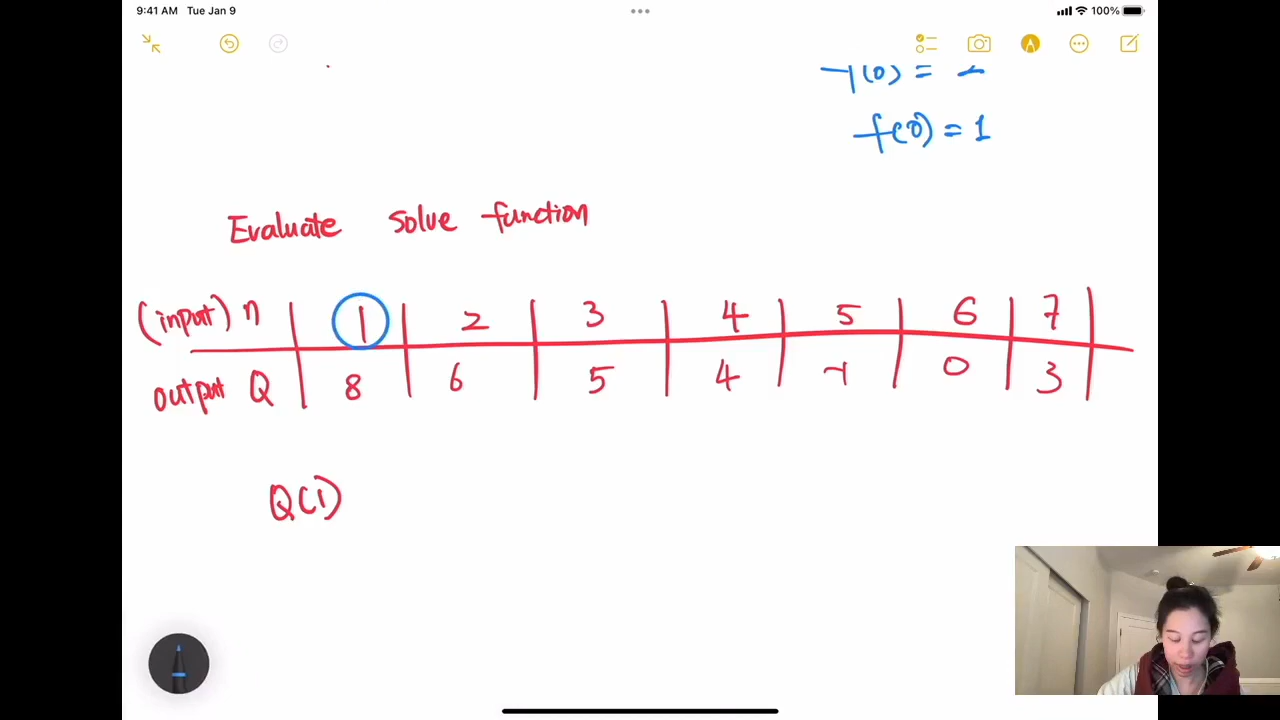 9:41 AM Tue Jan 9
100%
f(0) = 1
Evaluate solve function
(input) n 1 2 3 4 5 6 7
output Q 8 6 5 4 -1 0 3
Q(1)